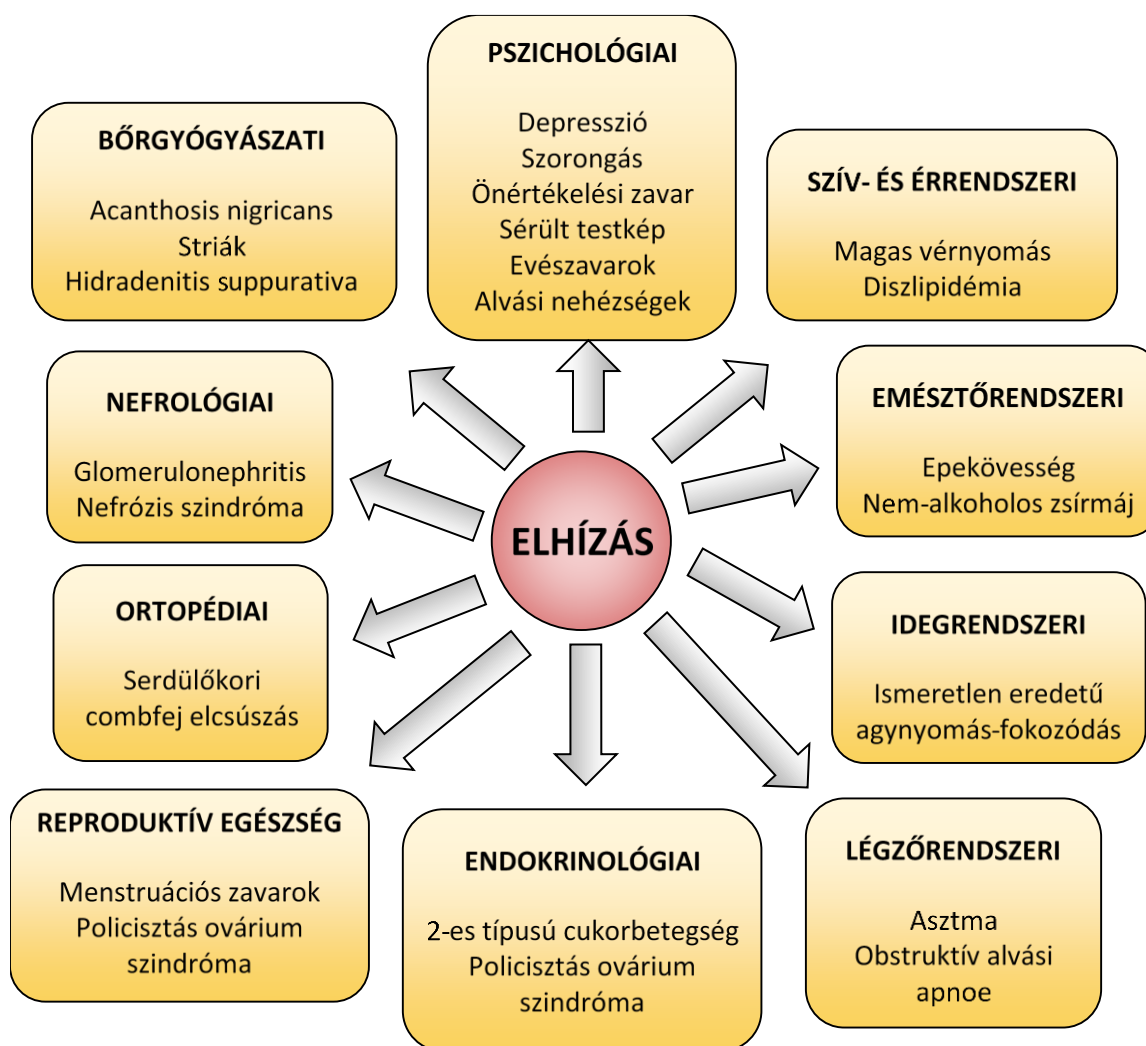 PSZICHOLÓGIAI
Depresszió
Szorongás
Önértékelési zavar
Sérült testkép
Evészavarok
Alvási nehézségek
BŐRGYÓGYÁSZATI
Acanthosis nigricans
Striák
Hidradenitis suppurativa
SZÍV- ÉS ÉRRENDSZERI
Magas vérnyomás
Diszlipidémia
NEFROLÓGIAI
Glomerulonephritis
Nefrózis szindróma
EMÉSZTŐRENDSZERI
Epekövesség
Nem-alkoholos zsírmáj
ELHÍZÁS
ORTOPÉDIAI
Serdülőkori
combfej elcsúszás
IDEGRENDSZERI
Ismeretlen eredetű
agynyomás-fokozódás
REPRODUKTÍV EGÉSZSÉG
Menstruációs zavarok
Policisztás ovárium
szindróma
ENDOKRINOLÓGIAI
2-es típusú cukorbetegség
Policisztás ovárium
szindróma
LÉGZŐRENDSZERI
Asztma
Obstruktív alvási
apnoe